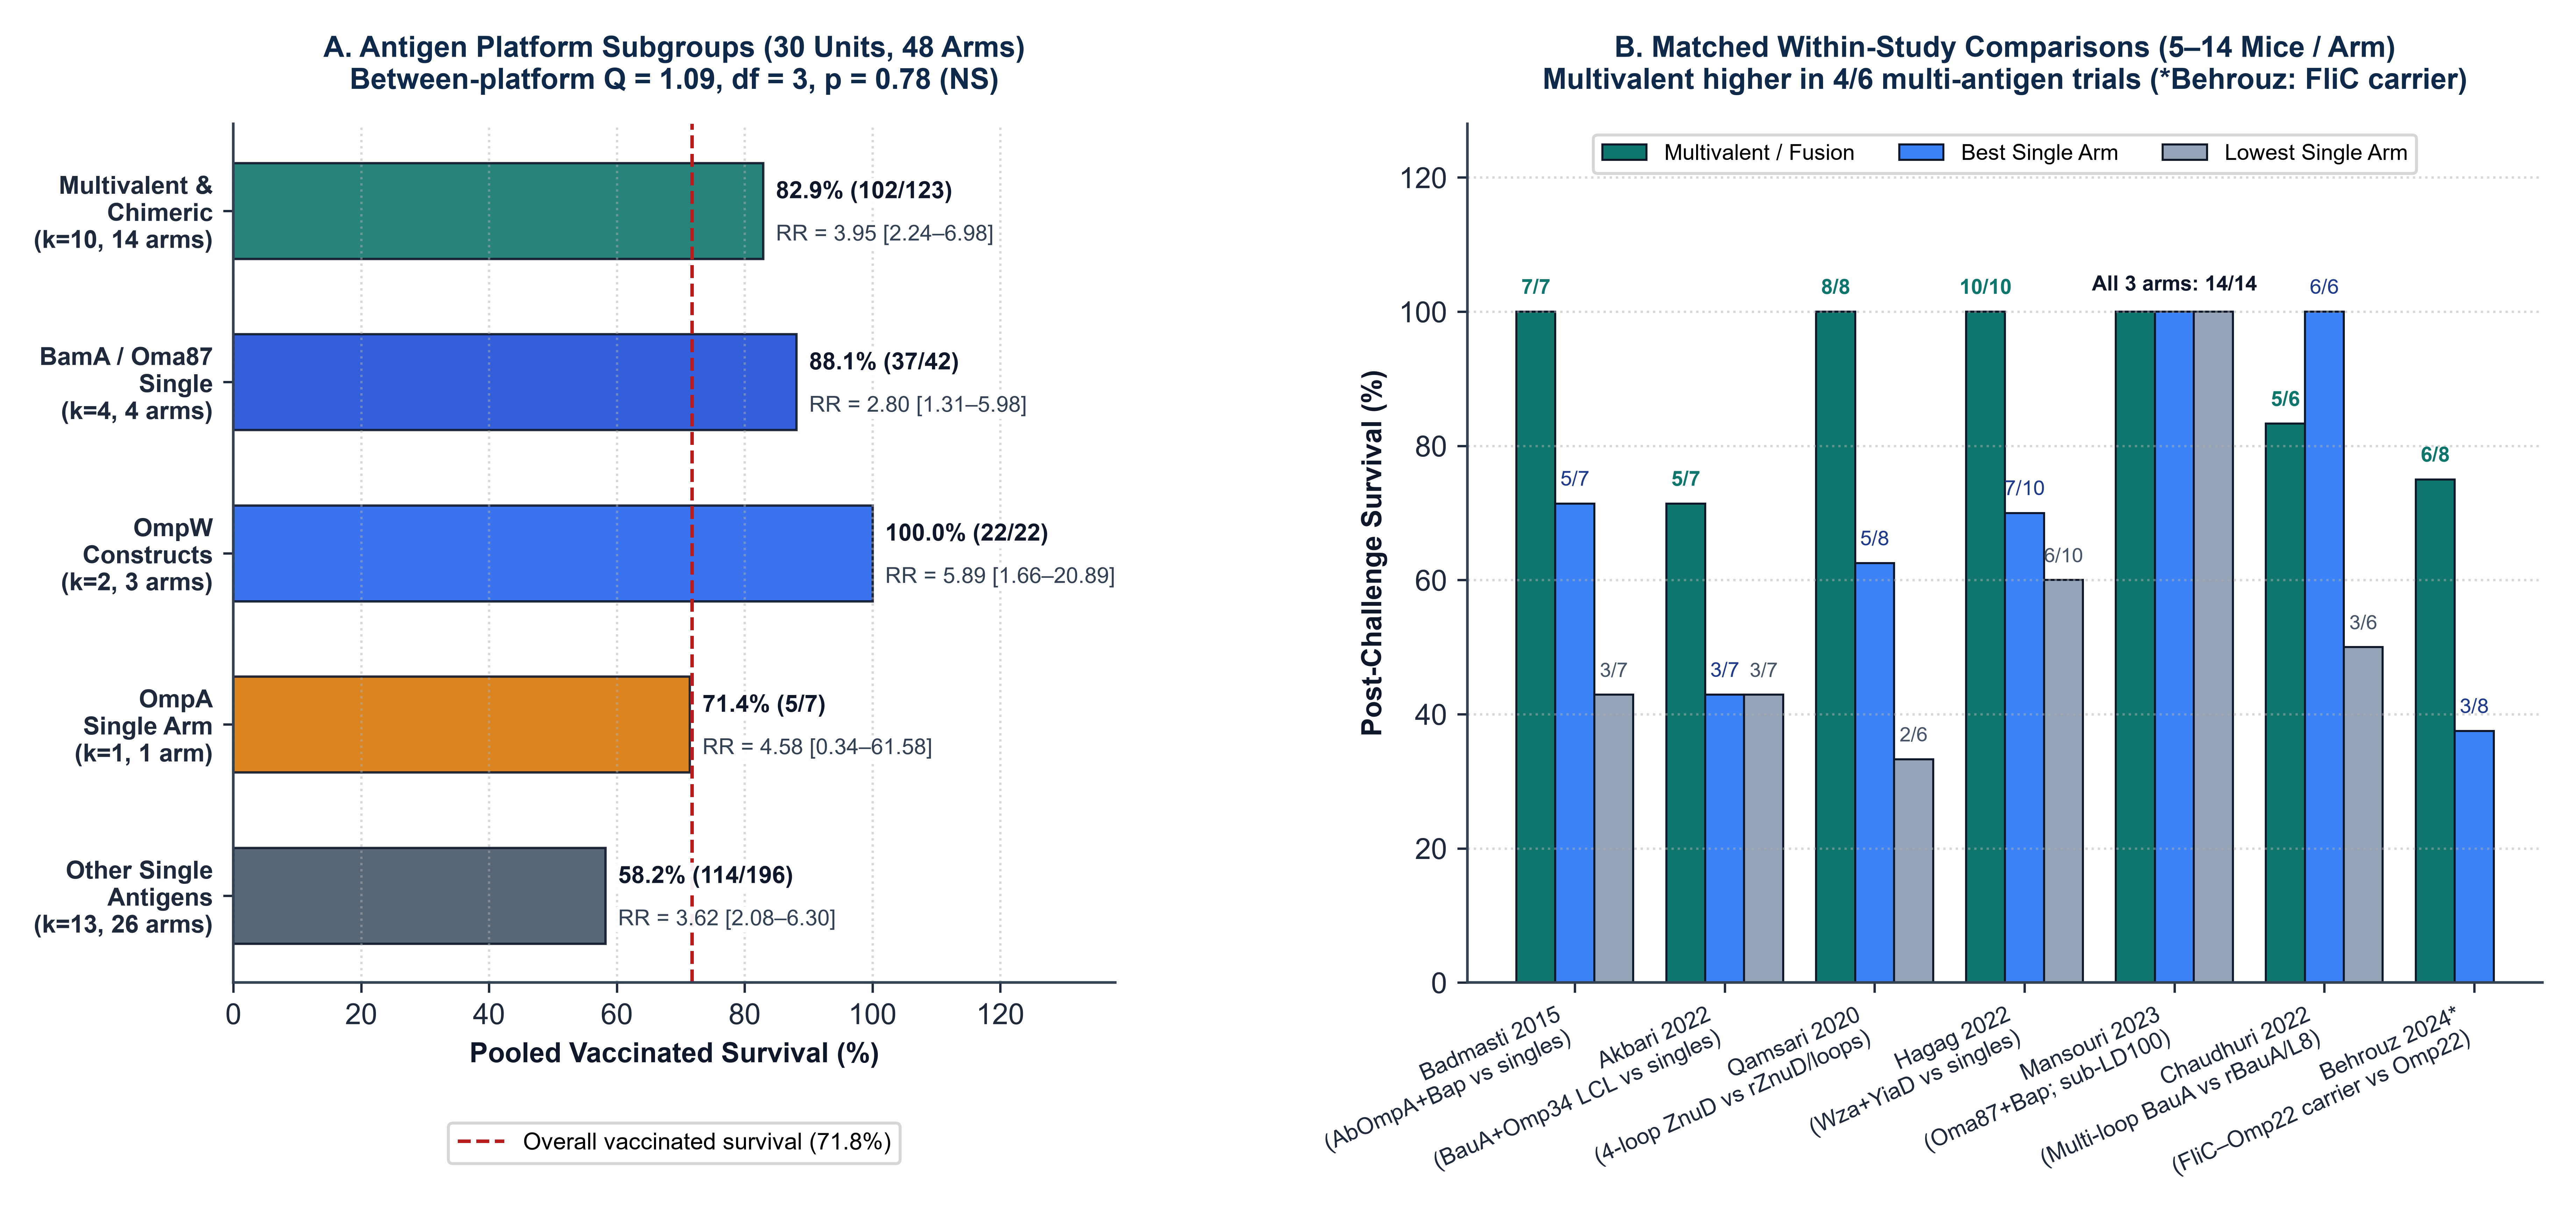 A. Antigen Platform Subgroups (30 Units, 48 Arms)
Between-platform Q = 1.09, df = 3, p = 0.78 (NS)
Multivalent &
Chimeric
(k=10, 14 arms)
82.9% (102/123)
RR = 3.95 [2.24–6.98]
BamA / Oma87
Single
(k=4, 4 arms)
88.1% (37/42)
RR = 2.80 [1.31–5.98]
OmpW
Constructs
(k=2, 3 arms)
100.0% (22/22)
RR = 5.89 [1.66–20.89]
OmpA
Single Arm
(k=1, 1 arm)
71.4% (5/7)
RR = 4.58 [0.34–61.58]
Other Single
Antigens
(k=13, 26 arms)
58.2% (114/196)
RR = 3.62 [2.08–6.30]
0 20 40 60 80 100 120
Pooled Vaccinated Survival (%)
Overall vaccinated survival (71.8%)
B. Matched Within-Study Comparisons (5–14 Mice / Arm)
Multivalent higher in 4/6 multi-antigen trials (*Behrouz: FliC carrier)
Multivalent / Fusion
Best Single Arm
Lowest Single Arm
Post-Challenge Survival (%)
120
100
80
60
40
20
0
7/7
5/7
3/7
5/7
3/7
3/7
8/8
5/8
2/6
10/10
7/10
6/10
All 3 arms: 14/14
5/6
6/6
3/6
6/8
3/8
Badmasti 2015
(AbOmpA+Bap vs singles)
Akbari 2022
(BauA+Omp34 LCL vs singles)
Qamsari 2020
(4-loop ZnuD vs rZnuD/loops)
Hagag 2022
(Wza+YiaD vs singles)
Mansouri 2023
(Oma87+Bap; sub-LD100)
Chaudhuri 2022
(Multi-loop BauA vs rBauA/L8)
Behrouz 2024*
(FliC–Omp22 carrier vs Omp22)